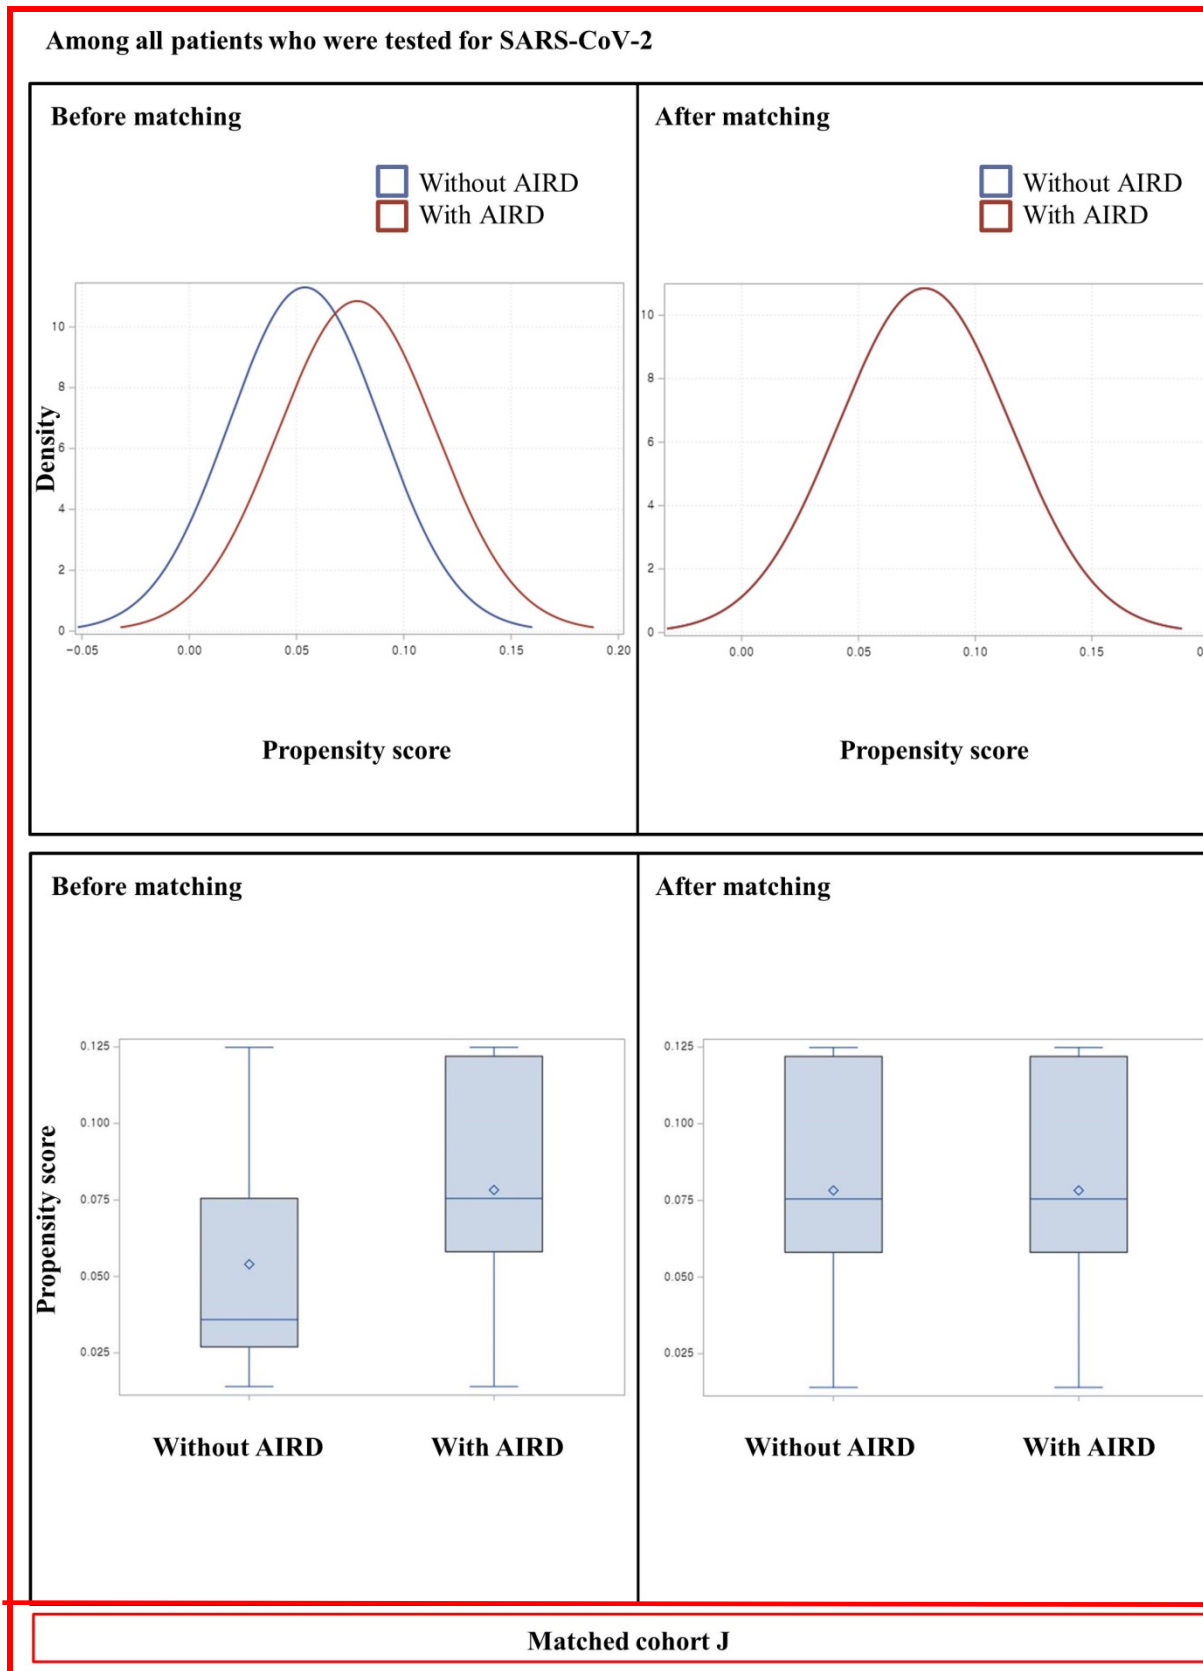 Among all patients who were tested for SARS-CoV-2
Before matching
Without AIRD
With AIRD
Density
10
8
6
4
2
0
-0.05
0.00
0.05
0.10
0.15
0.20
Propensity score
After matching
Without AIRD
With AIRD
10
8
6
4
2
0
0.00
0.05
0.10
0.15
0
Propensity score
Before matching
Propensity score
0.125
0.100
0.075
0.050
0.025
Without AIRD
With AIRD
After matching
0.125
0.100
0.075
0.050
0.025
Without AIRD
With AIRD
Matched cohort J